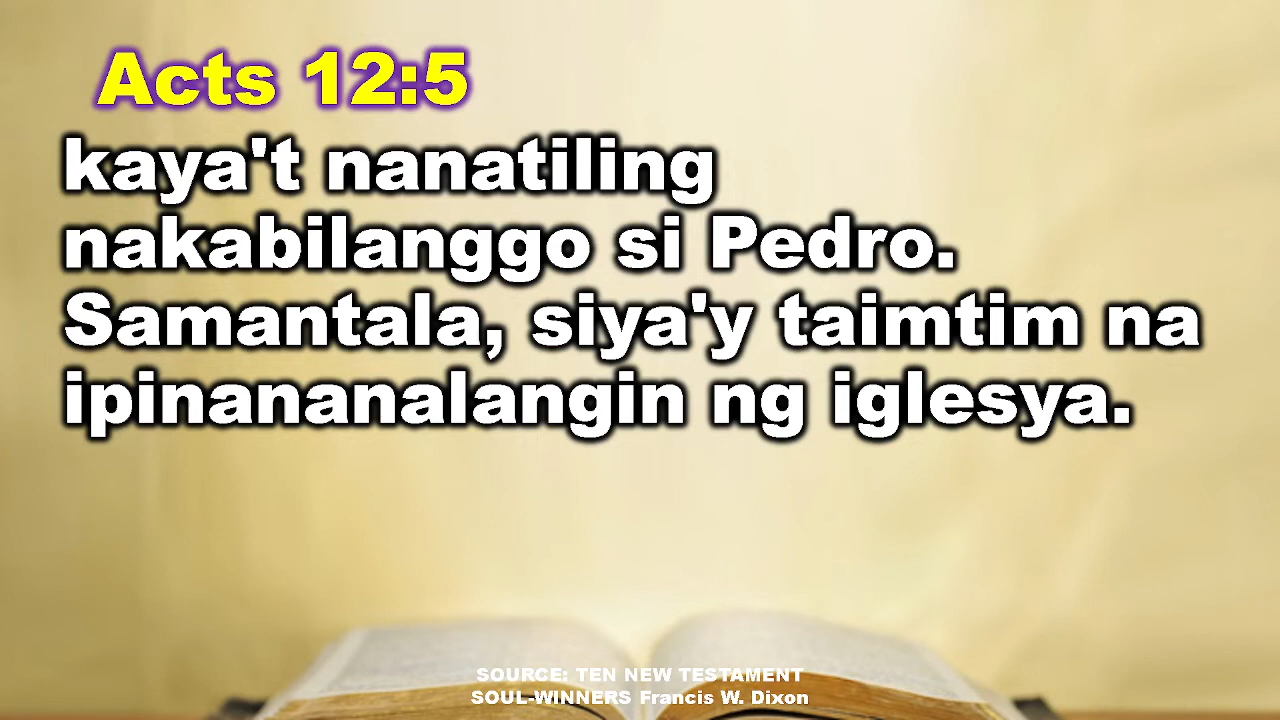 Acts 12:5
kaya't nanatiling
nakabilanggo si Pedro.
Samantala, siya'y taimtim na
ipinananalangin ng iglesya.
SOURCE: TEN NEW TESTAMENT
SOUL-WINNERS Francis W. Dixon